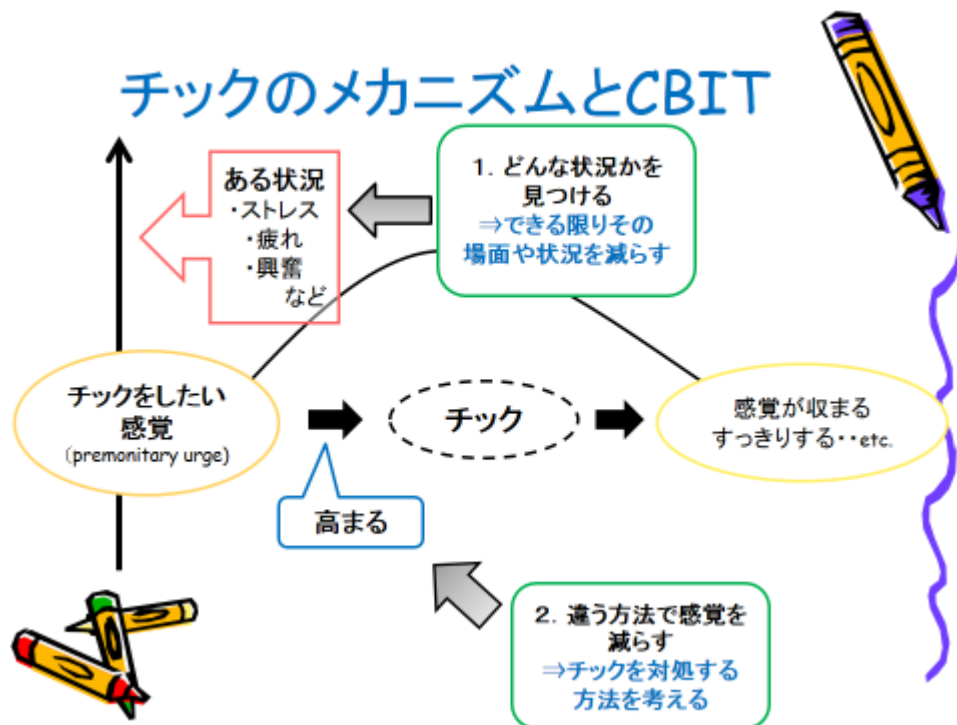 チックのメカニズムとCBIT
ある状況
・ストレス
・疲れ
・興奮
など
1. どんな状況かを
見つける
⇒できる限りその
場面や状況を減らす
チックをしたい
感覚
(premonitary urge)
チック
感覚が収まる
すっきりする・・etc.
高まる
2. 違う方法で感覚を
減らす
⇒チックを対処する
方法を考える